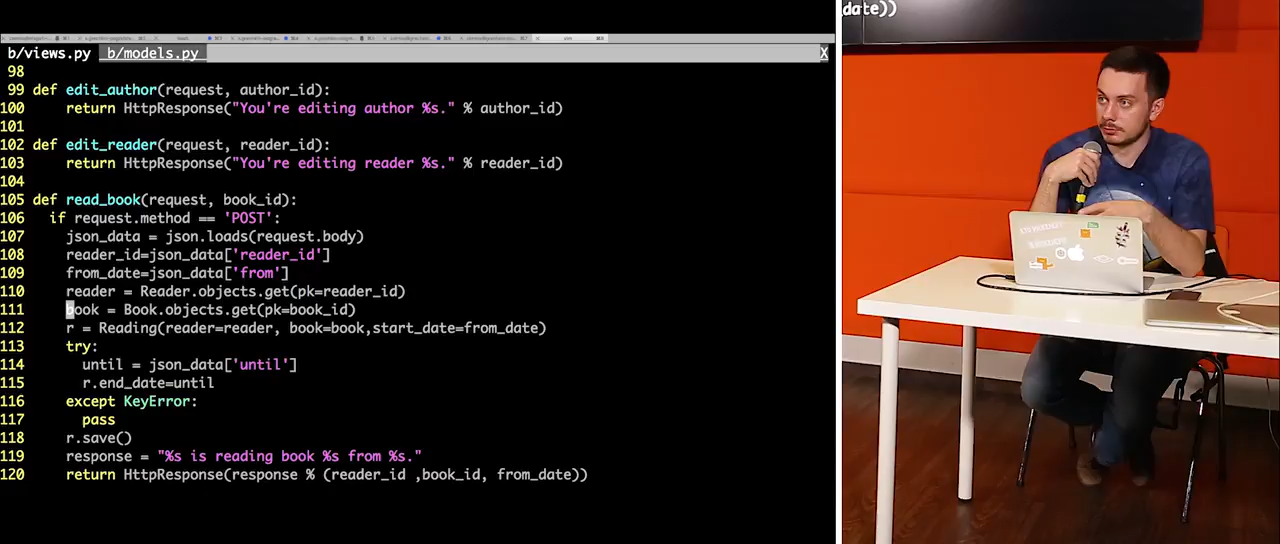 b/views.py b/models.py X
98
99 def edit_author(request, author_id):
100 return HttpResponse("You're editing author %s." % author_id)
101
102 def edit_reader(request, reader_id):
103 return HttpResponse("You're editing reader %s." % reader_id)
104
105 def read_book(request, book_id):
106 if request.method == 'POST':
107 json_data = json.loads(request.body)
108 reader_id=json_data['reader_id']
109 from_date=json_data['from']
110 reader = Reader.objects.get(pk=reader_id)
111 book = Book.objects.get(pk=book_id)
112 r = Reading(reader=reader, book=book,start_date=from_date)
113 try:
114 until = json_data['until']
115 r.end_date=until
116 except KeyError:
117 pass
118 r.save()
119 response = "%s is reading book %s from %s."
120 return HttpResponse(response % (reader_id ,book_id, from_date))
date))